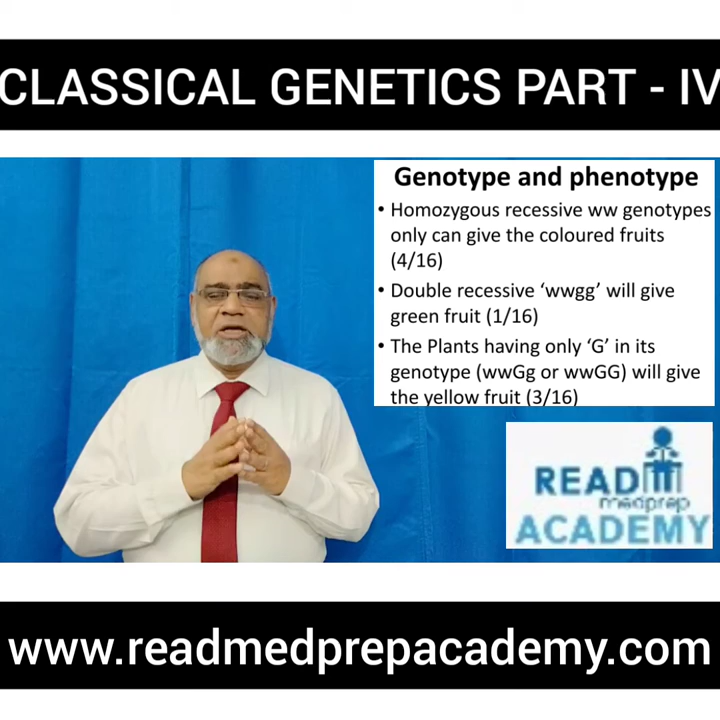 CLASSICAL GENETICS PART - IV
Genotype and phenotype
• Homozygous recessive ww genotypes
only can give the coloured fruits
(4/16)
• Double recessive ‘wwgg’ will give
green fruit (1/16)
• The Plants having only ‘G’ in its
genotype (wwGg or wwGG) will give
the yellow fruit (3/16)
READ
medprep
ACADEMY
www.readmedprepacademy.com